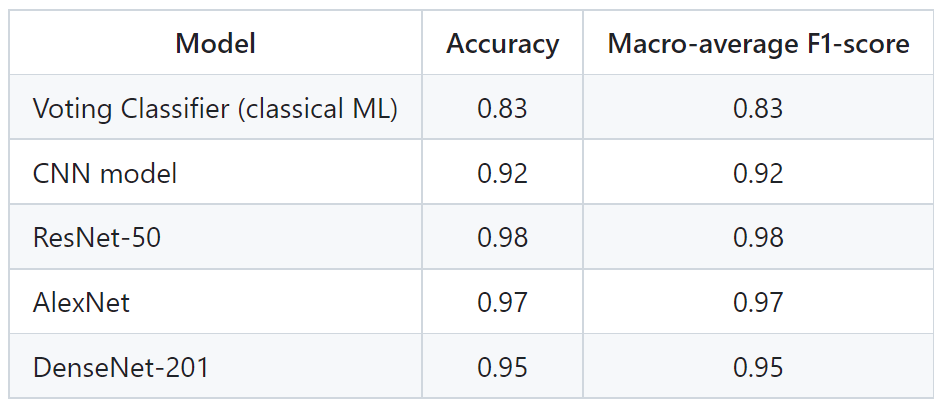 Model Accuracy Macro-average F1-score
Voting Classifier (classical ML) 0.83 0.83
CNN model 0.92 0.92
ResNet-50 0.98 0.98
AlexNet 0.97 0.97
DenseNet-201 0.95 0.95